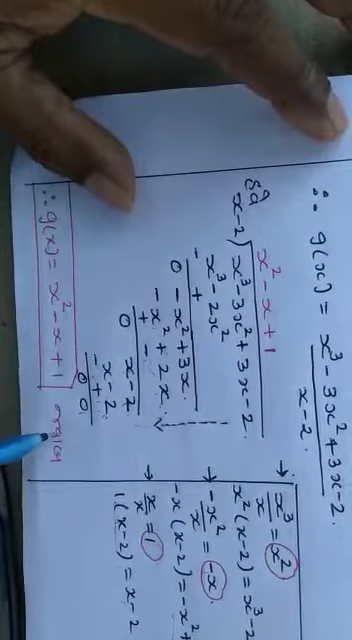 ∴ g(x) = x³ - 3x² + 3x - 2 / x - 2
x² - x + 1
x-2) x³ - 3x² + 3x - 2
x³ - 2x²
- +
0 - x² + 3x
- x² + 2x
+ -
0 x - 2
x - 2
- +
0 0
∴ g(x) = x² - x + 1
→ x³/x = x²
x²(x-2) = x³ - 2
→ -x²/x = -x
-x(x-2) = -x² +
→ x/x = 1
1(x-2) = x - 2